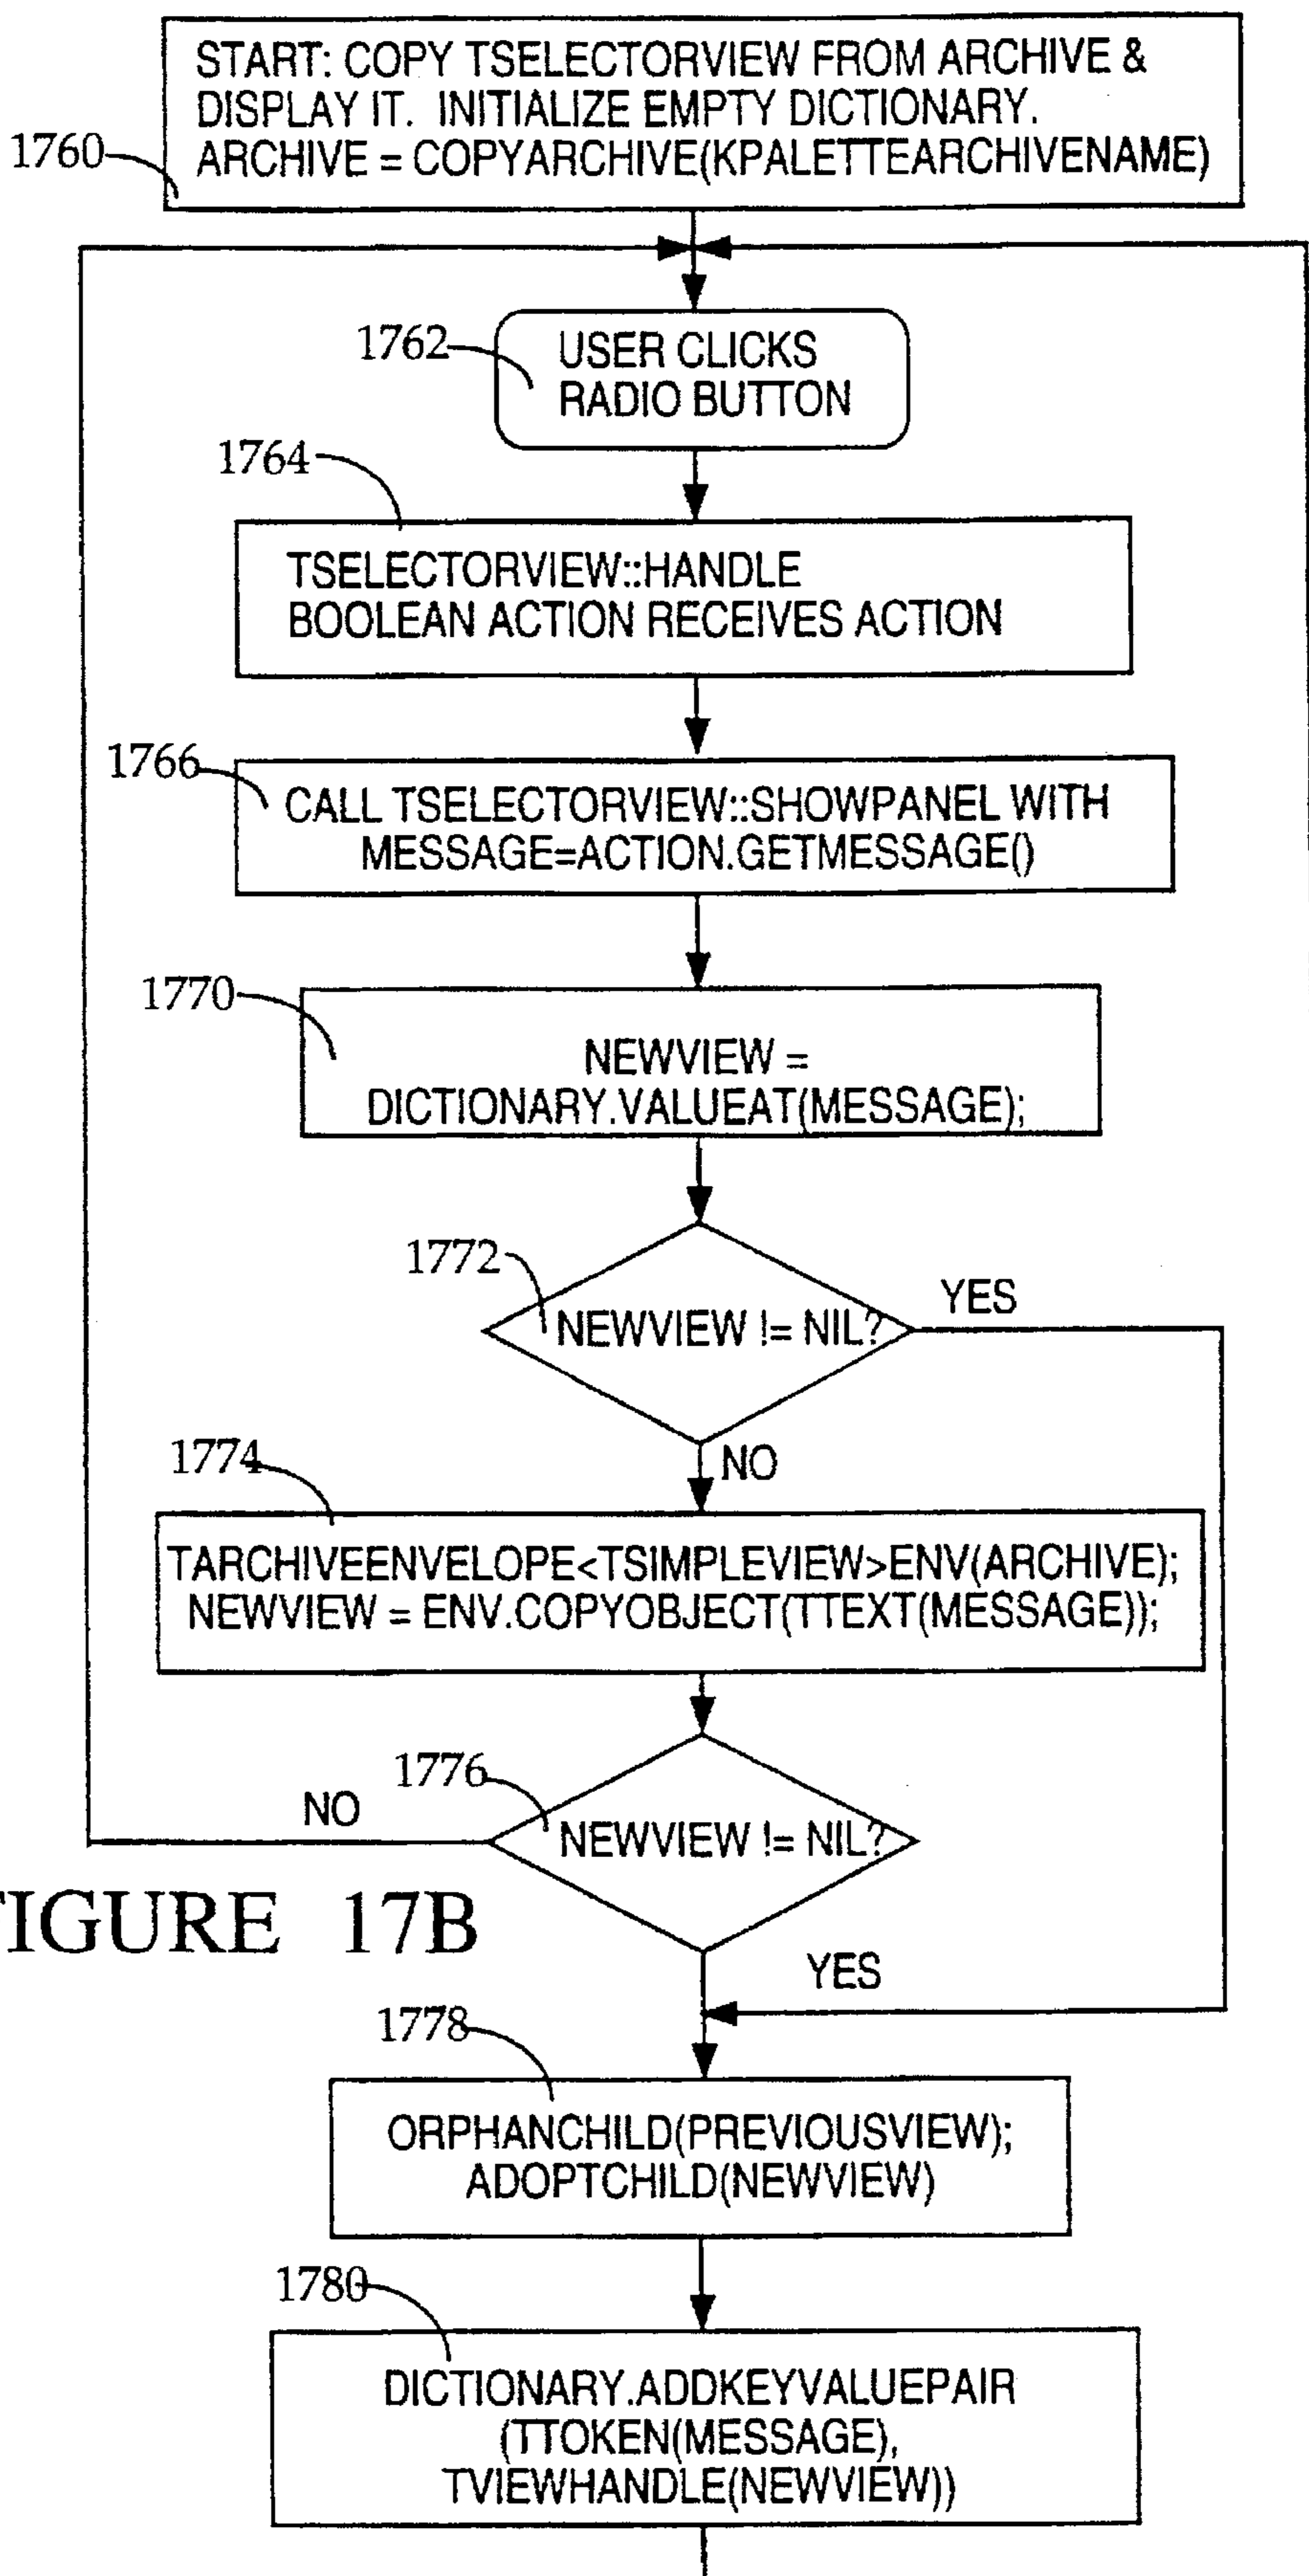 START: COPY TSELECTORVIEW FROM ARCHIVE &
DISPLAY IT. INITIALIZE EMPTY DICTIONARY.
1760
ARCHIVE = COPYARCHIVE(KPALETTEARCHIVENAME)
1762
USER CLICKS
RADIO BUTTON
1764
TSELECTORVIEW::HANDLE
BOOLEAN ACTION RECEIVES ACTION
1766
CALL TSELECTORVIEW::SHOWPANEL WITH
MESSAGE=ACTION.GETMESSAGE()
1770
NEWVIEW =
DICTIONARY.VALUEAT(MESSAGE);
1772
YES
NEWVIEW != NIL?
NO
1774
TARCHIVEENVELOPE<TSIMPLEVIEW>ENV(ARCHIVE);
NEWVIEW = ENV.COPYOBJECT(TTEXT(MESSAGE));
1776
NO
NEWVIEW != NIL?
FIGURE 17B
YES
1778
ORPHANCHILD(PREVIOUSVIEW);
ADOPTCHILD(NEWVIEW)
1780
DICTIONARY.ADDKEYVALUEPAIR
(TTOKEN(MESSAGE),
TVIEWHANDLE(NEWVIEW))